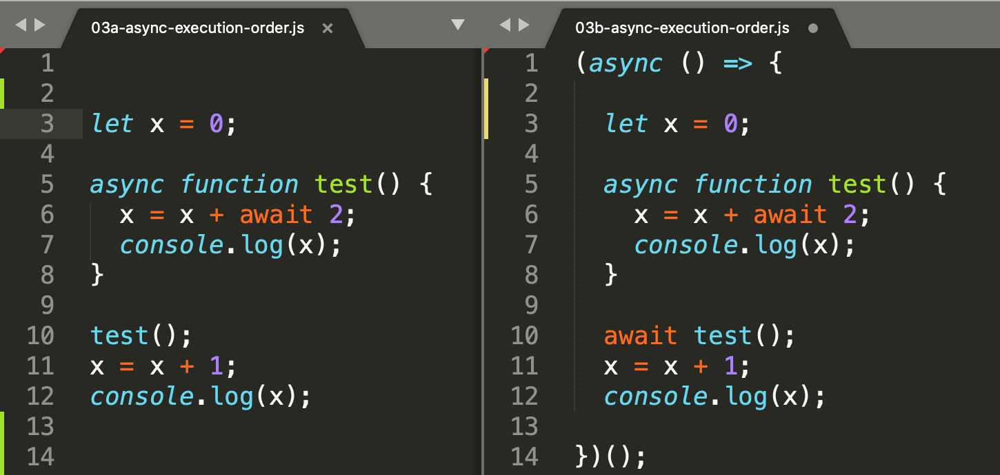 03a-async-execution-order.js ×
1
2
3 let x = 0;
4
5 async function test() {
6   x = x + await 2;
7   console.log(x);
8 }
9
10 test();
11 x = x + 1;
12 console.log(x);
13
14
03b-async-execution-order.js
1 (async () => {
2
3   let x = 0;
4
5   async function test() {
6     x = x + await 2;
7     console.log(x);
8   }
9
10   await test();
11   x = x + 1;
12   console.log(x);
13
14 })();